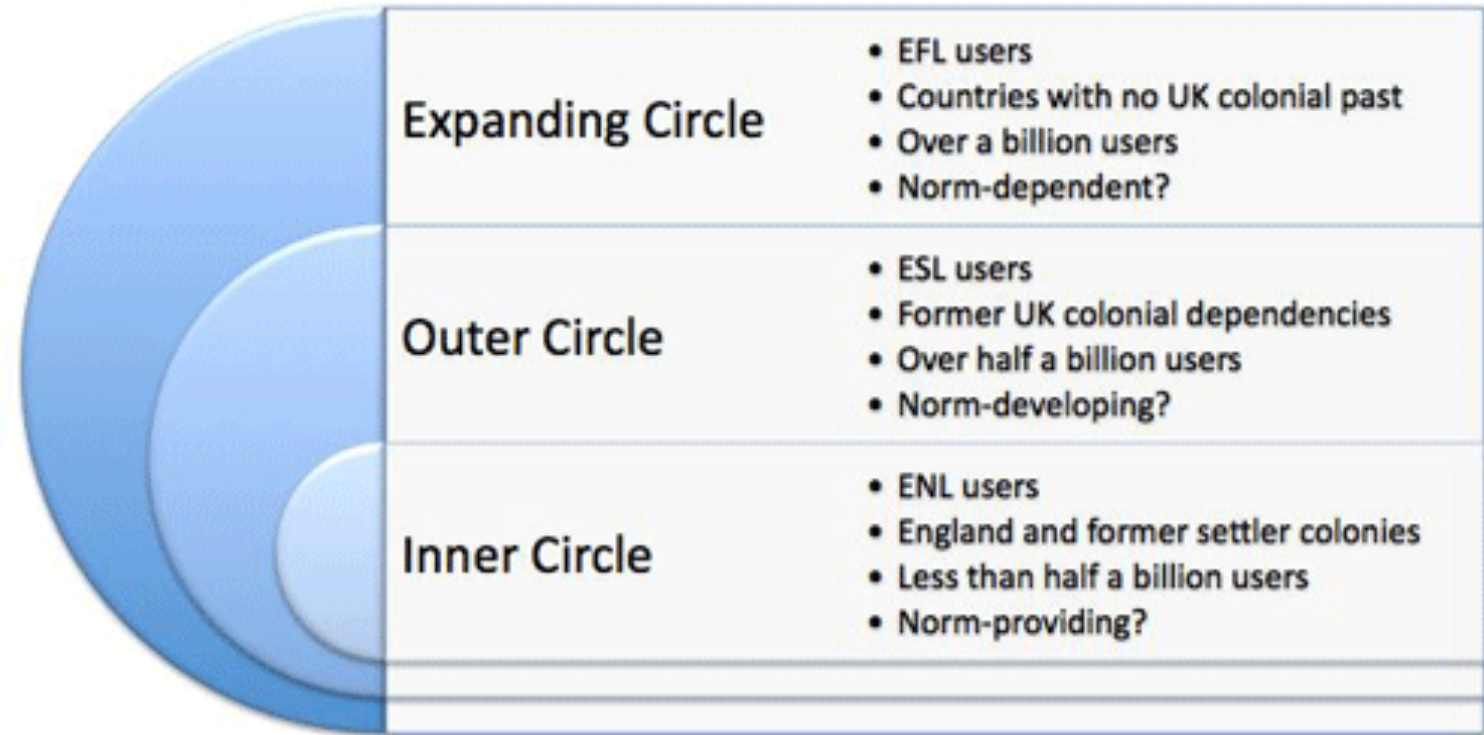 Expanding Circle
• EFL users
• Countries with no UK colonial past
• Over a billion users
• Norm-dependent?
Outer Circle
• ESL users
• Former UK colonial dependencies
• Over half a billion users
• Norm-developing?
Inner Circle
• ENL users
• England and former settler colonies
• Less than half a billion users
• Norm-providing?